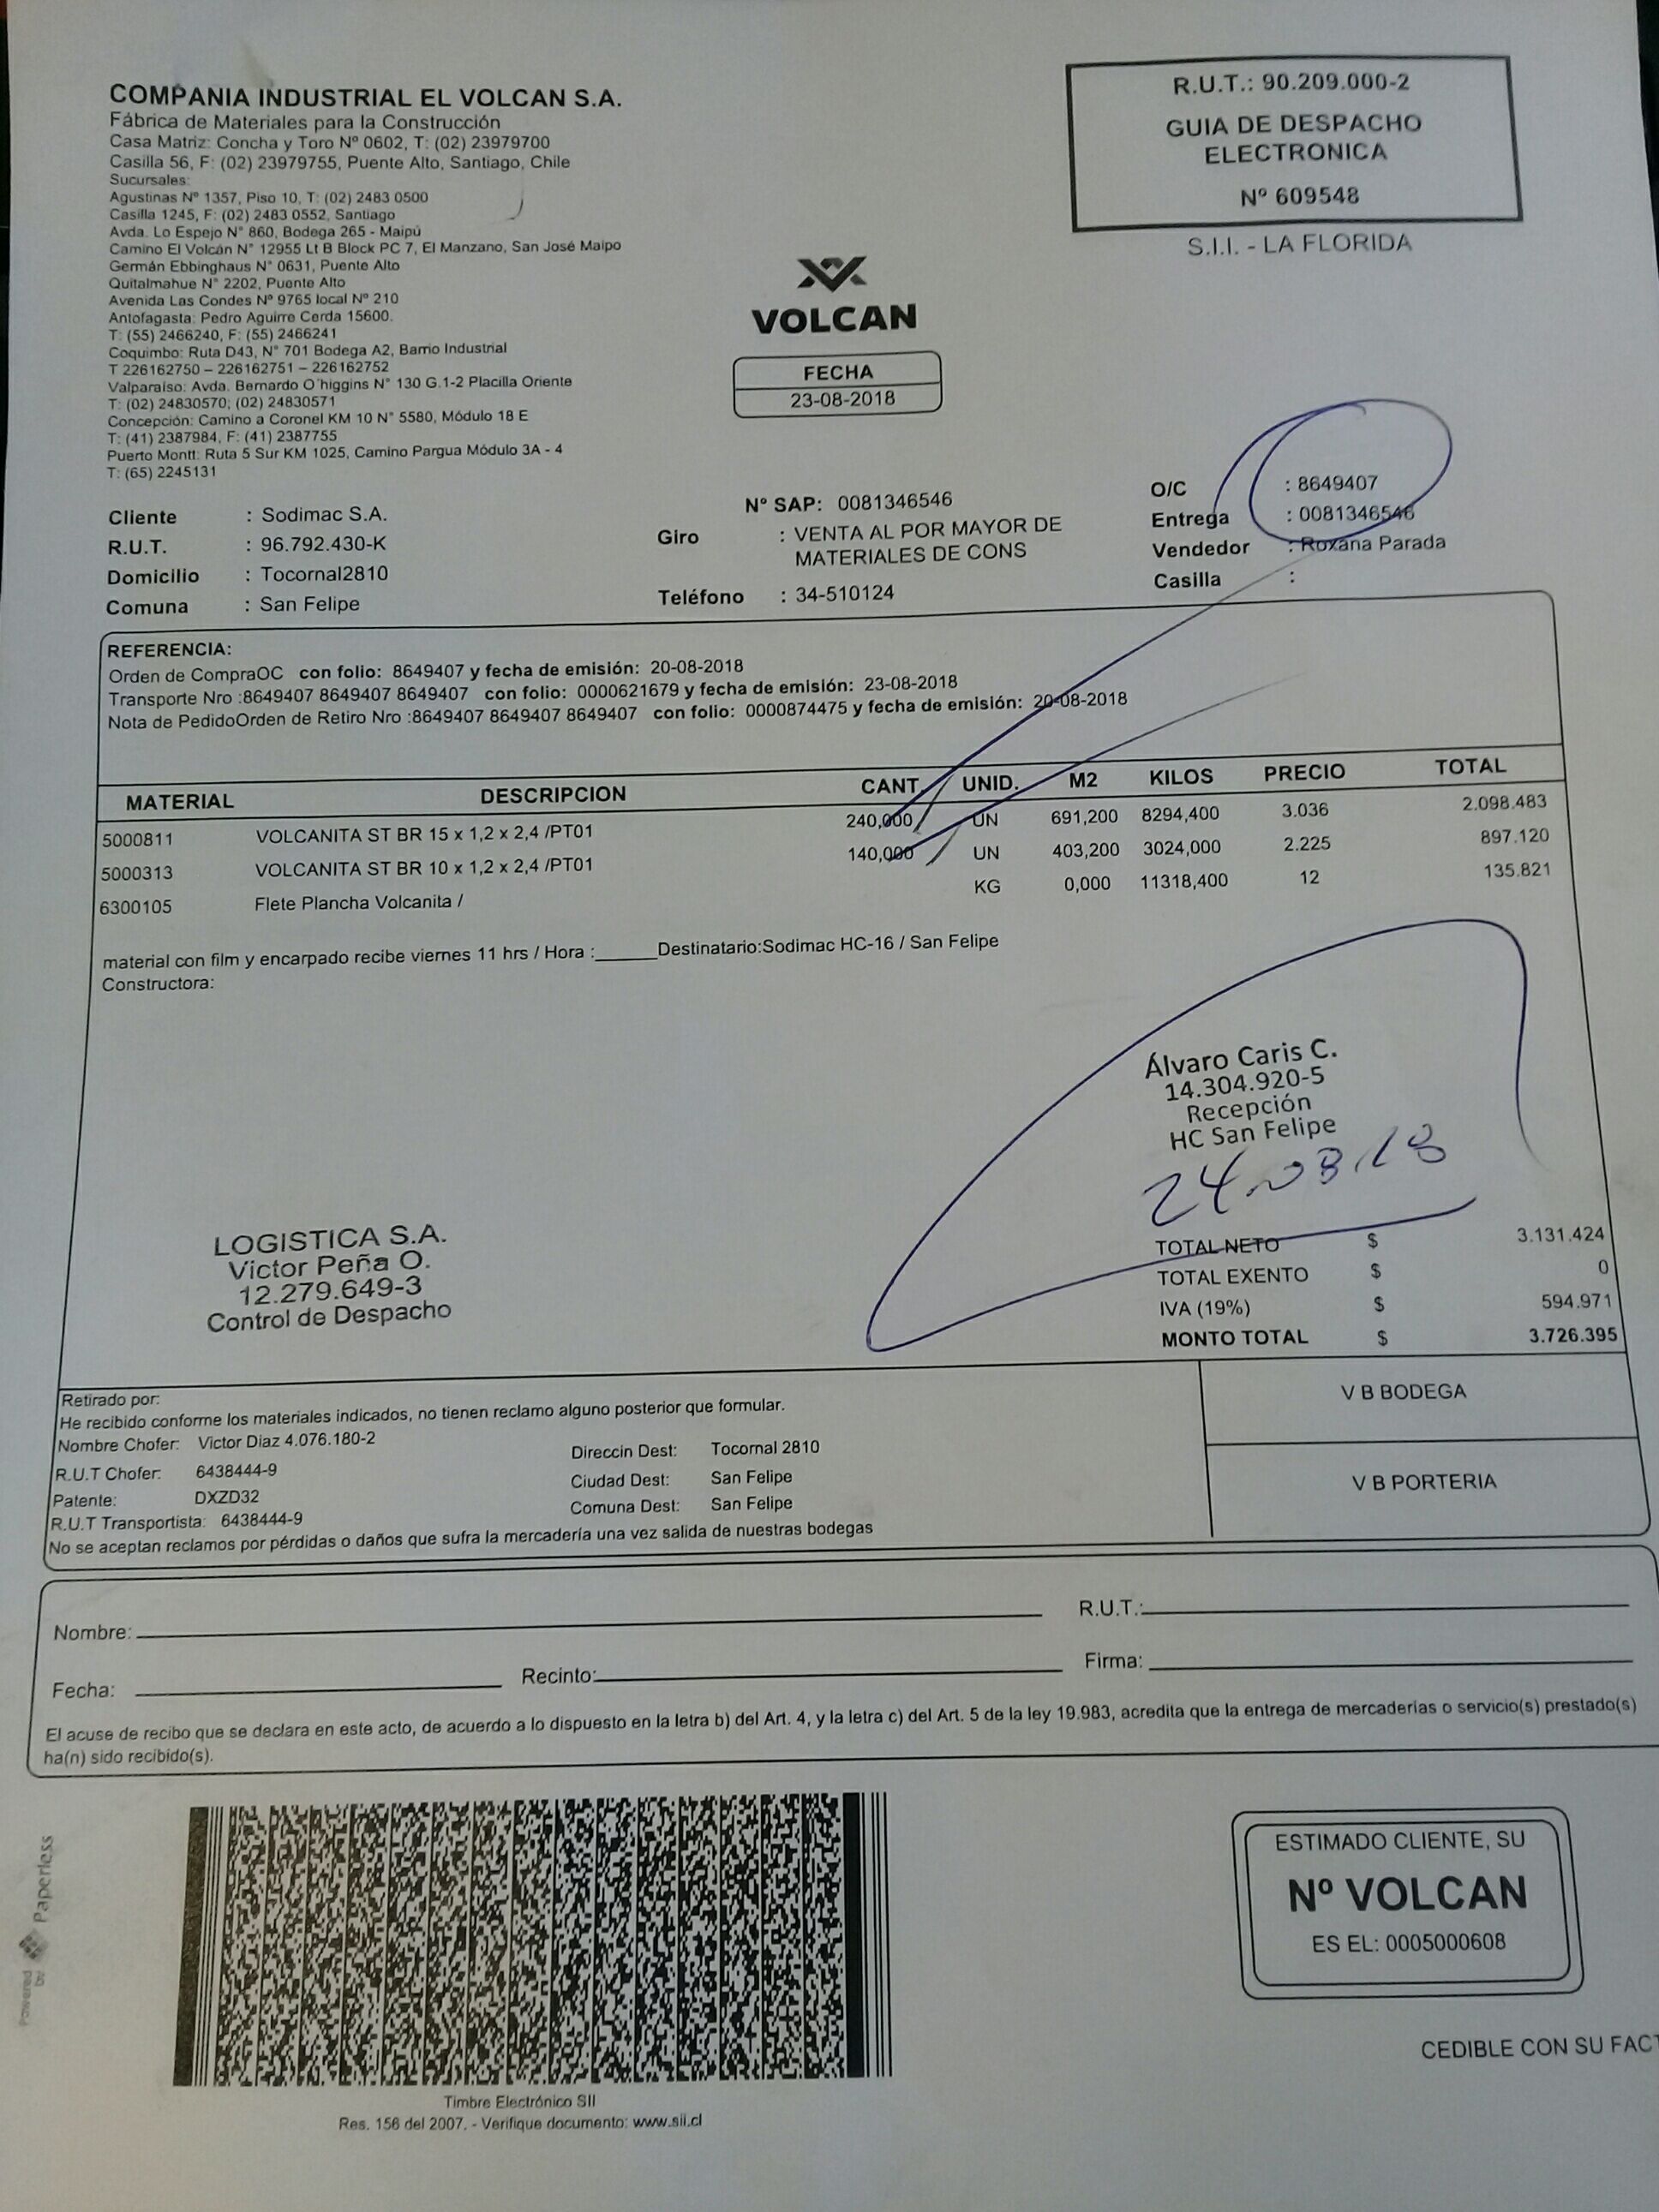 COMPANIA INDUSTRIAL EL VOLCAN S.A.
Fábrica de Materiales para la Construcción
Casa Matriz: Concha y Toro Nº 0602, T: (02) 23979700
Casilla 56, F: (02) 23979755, Puente Alto, Santiago, Chile
Sucursales:
Agustinas Nº 1357, Piso 10, T: (02) 2483 0500
Casilla 1245, F: (02) 2483 0552, Santiago
Avda. Lo Espejo N° 860, Bodega 265 - Maipú
Camino El Volcán N° 12955 Lt B Block PC 7, El Manzano, San José Maipo
Germán Ebbinghaus N° 0631, Puente Alto
Quitalmahue N° 2202, Puente Alto
Avenida Las Condes Nº 9765 local Nº 210
Antofagasta: Pedro Aguirre Cerda 15600.
T: (55) 2466240, F: (55) 2466241
Coquimbo: Ruta D43, N° 701 Bodega A2, Barrio Industrial
T 226162750 – 226162751 – 226162752
Valparaíso: Avda. Bernardo O´higgins N° 130 G.1-2 Placilla Oriente
T: (02) 24830570; (02) 24830571
Concepción: Camino a Coronel KM 10 N° 5580, Módulo 18 E
T: (41) 2387984, F: (41) 2387755
Puerto Montt: Ruta 5 Sur KM 1025, Camino Pargua Módulo 3A - 4
T: (65) 2245131
R.U.T.: 90.209.000-2
GUIA DE DESPACHO
ELECTRONICA
Nº 609548
S.I.I. - LA FLORIDA
VOLCAN
FECHA
23-08-2018
Cliente : Sodimac S.A.
R.U.T. : 96.792.430-K
Domicilio : Tocornal2810
Comuna : San Felipe
Nº SAP: 0081346546
Giro : VENTA AL POR MAYOR DE
MATERIALES DE CONS
Teléfono : 34-510124
O/C : 8649407
Entrega : 0081346546
Vendedor : Roxana Parada
Casilla :
REFERENCIA:
Orden de CompraOC con folio: 8649407 y fecha de emisión: 20-08-2018
Transporte Nro :8649407 8649407 8649407 con folio: 0000621679 y fecha de emisión: 23-08-2018
Nota de PedidoOrden de Retiro Nro :8649407 8649407 8649407 con folio: 0000874475 y fecha de emisión: 20-08-2018
MATERIAL DESCRIPCION CANT. UNID. M2 KILOS PRECIO TOTAL
5000811 VOLCANITA ST BR 15 x 1,2 x 2,4 /PT01 240,000 UN 691,200 8294,400 3.036 2.098.483
5000313 VOLCANITA ST BR 10 x 1,2 x 2,4 /PT01 140,000 UN 403,200 3024,000 2.225 897.120
6300105 Flete Plancha Volcanita / KG 0,000 11318,400 12 135.821
material con film y encarpado recibe viernes 11 hrs / Hora :______Destinatario:Sodimac HC-16 / San Felipe
Constructora:
Álvaro Caris C.
14.304.920-5
Recepción
HC San Felipe
24.08.18
LOGISTICA S.A.
Victor Peña O.
12.279.649-3
Control de Despacho
TOTAL NETO $ 3.131.424
TOTAL EXENTO $ 0
IVA (19%) $ 594.971
MONTO TOTAL $ 3.726.395
Retirado por:
He recibido conforme los materiales indicados, no tienen reclamo alguno posterior que formular.
Nombre Chofer: Victor Diaz 4.076.180-2
R.U.T Chofer: 6438444-9
Patente: DXZD32
R.U.T Transportista: 6438444-9
Direccin Dest: Tocornal 2810
Ciudad Dest: San Felipe
Comuna Dest: San Felipe
No se aceptan reclamos por pérdidas o daños que sufra la mercadería una vez salida de nuestras bodegas
V B BODEGA
V B PORTERIA
Nombre: R.U.T.:
Fecha: Recinto: Firma:
El acuse de recibo que se declara en este acto, de acuerdo a lo dispuesto en la letra b) del Art. 4, y la letra c) del Art. 5 de la ley 19.983, acredita que la entrega de mercaderías o servicio(s) prestado(s)
ha(n) sido recibido(s).
Powered by Paperless
Timbre Electrónico SII
Res. 156 del 2007. - Verifique documento: www.sii.cl
ESTIMADO CLIENTE, SU
Nº VOLCAN
ES EL: 0005000608
CEDIBLE CON SU FACT